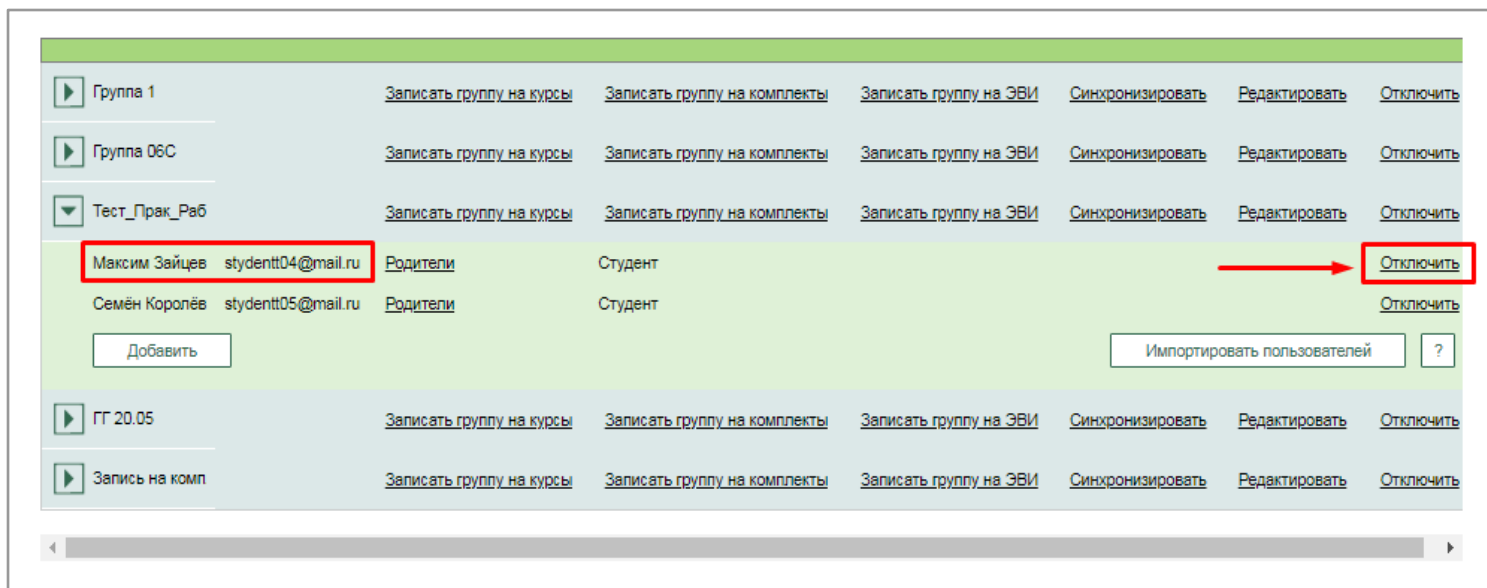 Группа 1 Записать группу на курсы Записать группу на комплекты Записать группу на ЭВИ Синхронизировать Редактировать Отключить
Группа 06С Записать группу на курсы Записать группу на комплекты Записать группу на ЭВИ Синхронизировать Редактировать Отключить
Тест_Прак_Раб Записать группу на курсы Записать группу на комплекты Записать группу на ЭВИ Синхронизировать Редактировать Отключить
Максим Зайцев stydentt04@mail.ru Родители Студент Отключить
Семён Королёв stydentt05@mail.ru Родители Студент Отключить
Добавить Импортировать пользователей ?
ГГ 20.05 Записать группу на курсы Записать группу на комплекты Записать группу на ЭВИ Синхронизировать Редактировать Отключить
Запись на комп Записать группу на курсы Записать группу на комплекты Записать группу на ЭВИ Синхронизировать Редактировать Отключить